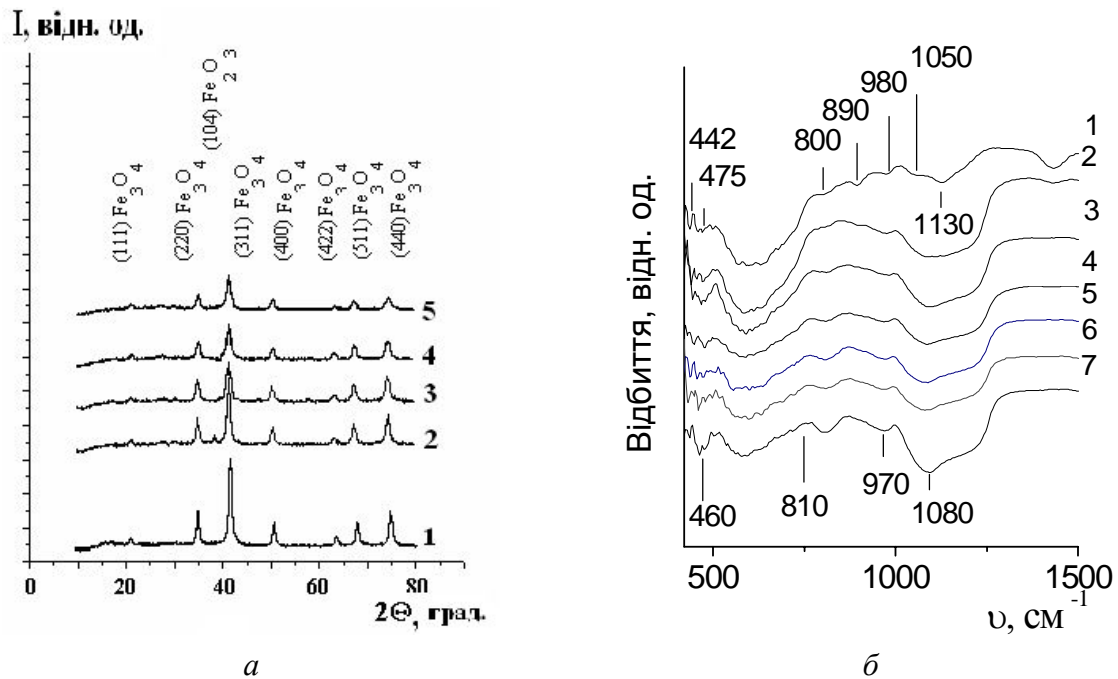 I, відн. од.
(111) Fe3O4
(220) Fe3O4
(104) Fe2O3
(311) Fe3O4
(400) Fe3O4
(422) Fe3O4
(511) Fe3O4
(440) Fe3O4
5
4
3
2
1
0
20
40
60
80
2Θ, град.
а
Відбиття, відн. од.
442
475
800
890
980
1050
1130
1
2
3
4
5
6
7
460
810
970
1080
500
1000
1500
υ, см-1
б